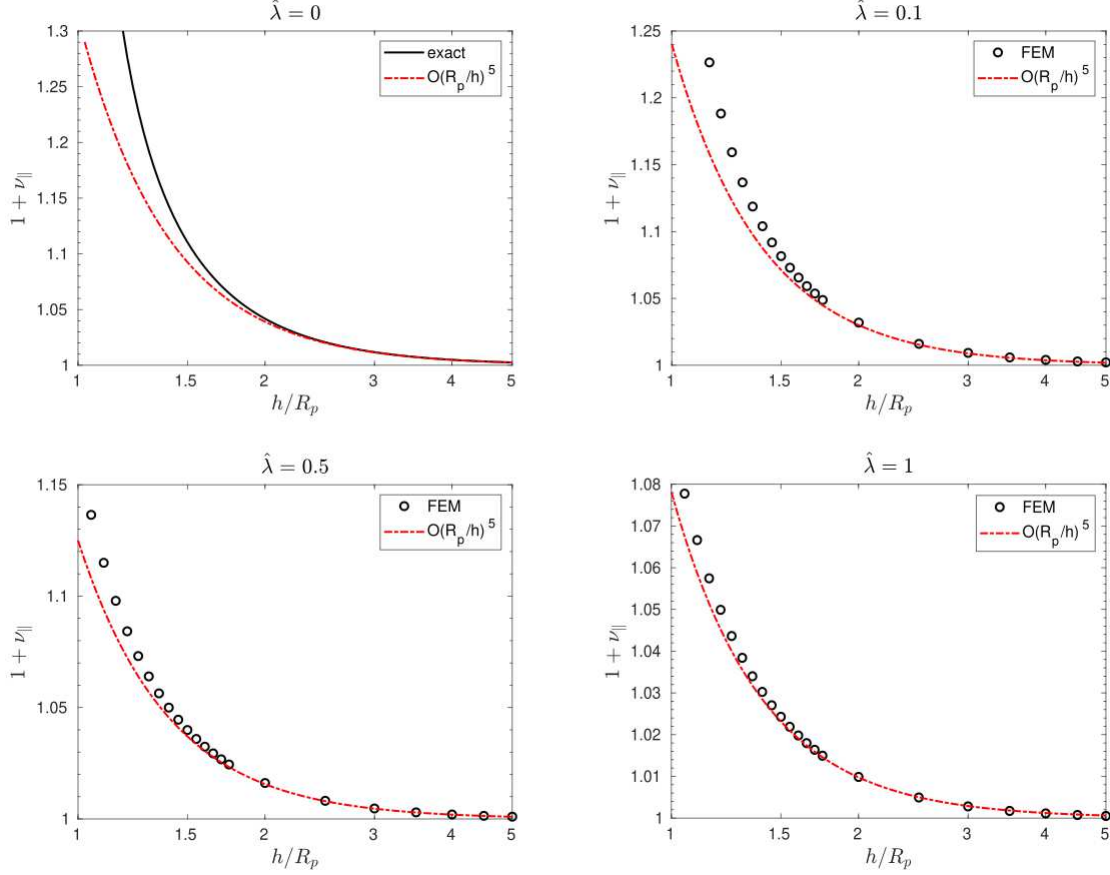 λ̂ = 0
1.3
1.25
1.2
1.15
1.1
1.05
1
1 + ν∥
exact
O(R_p/h)^5
1
1.5
2
3
4
5
h/R_p
λ̂ = 0.1
1.25
1.2
1.15
1.1
1.05
1
1 + ν∥
FEM
O(R_p/h)^5
1
1.5
2
3
4
5
h/R_p
λ̂ = 0.5
1.15
1.1
1.05
1
1 + ν∥
FEM
O(R_p/h)^5
1
1.5
2
3
4
5
h/R_p
λ̂ = 1
1.08
1.07
1.06
1.05
1.04
1.03
1.02
1.01
1
1 + ν∥
FEM
O(R_p/h)^5
1
1.5
2
3
4
5
h/R_p